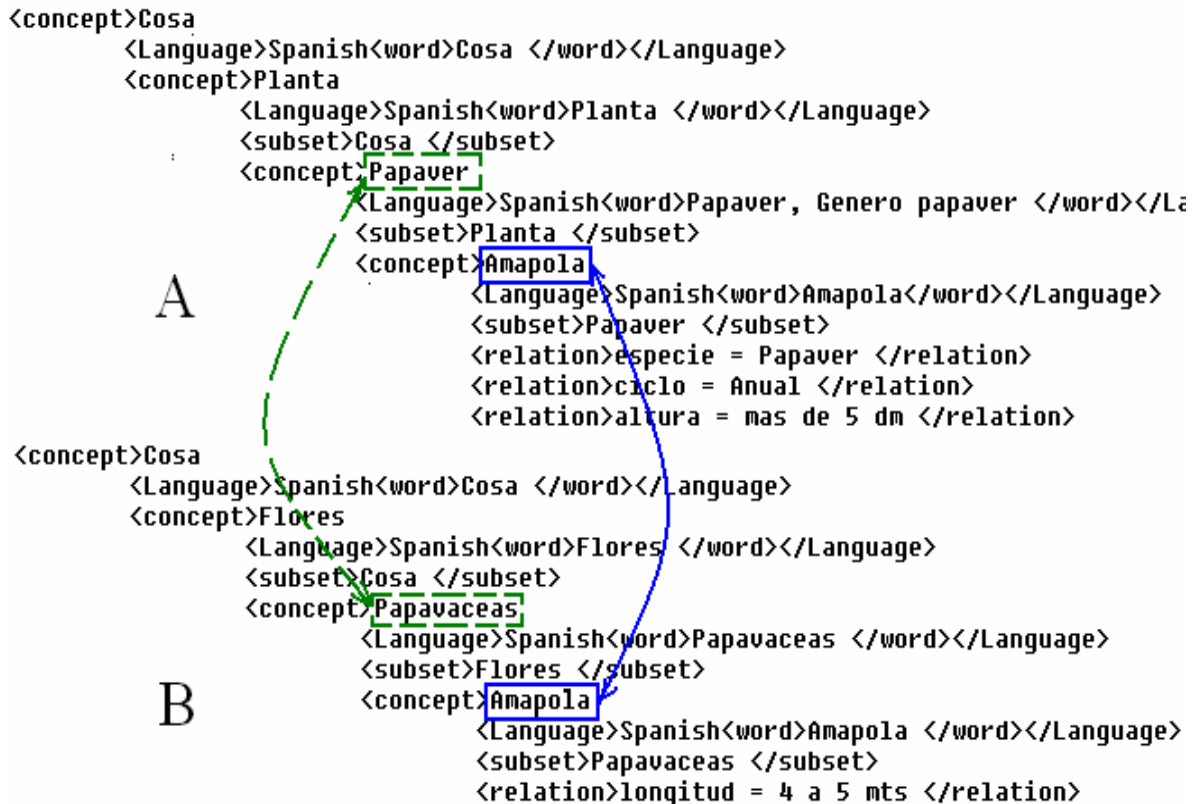 <concept>Cosa
<Language>Spanish<word>Cosa </word></Language>
<concept>Planta
<Language>Spanish<word>Planta </word></Language>
<subset>Cosa </subset>
<concept>Papaver
<Language>Spanish<word>Papaver, Genero papaver </word></La
<subset>Planta </subset>
<concept>Amapola
A
<Language>Spanish<word>Amapola</word></Language>
<subset>Papaver </subset>
<relation>especie = Papaver </relation>
<relation>ciclo = Anual </relation>
<relation>altura = mas de 5 dm </relation>
<concept>Cosa
<Language>Spanish<word>Cosa </word></Language>
<concept>Flores
<Language>Spanish<word>Flores </word></Language>
<subset>Cosa </subset>
<concept>Papavaceas
<Language>Spanish<word>Papavaceas </word></Language>
<subset>Flores </subset>
<concept>Amapola
B
<Language>Spanish<word>Amapola </word></Language>
<subset>Papavaceas </subset>
<relation>longitud = 4 a 5 mts </relation>